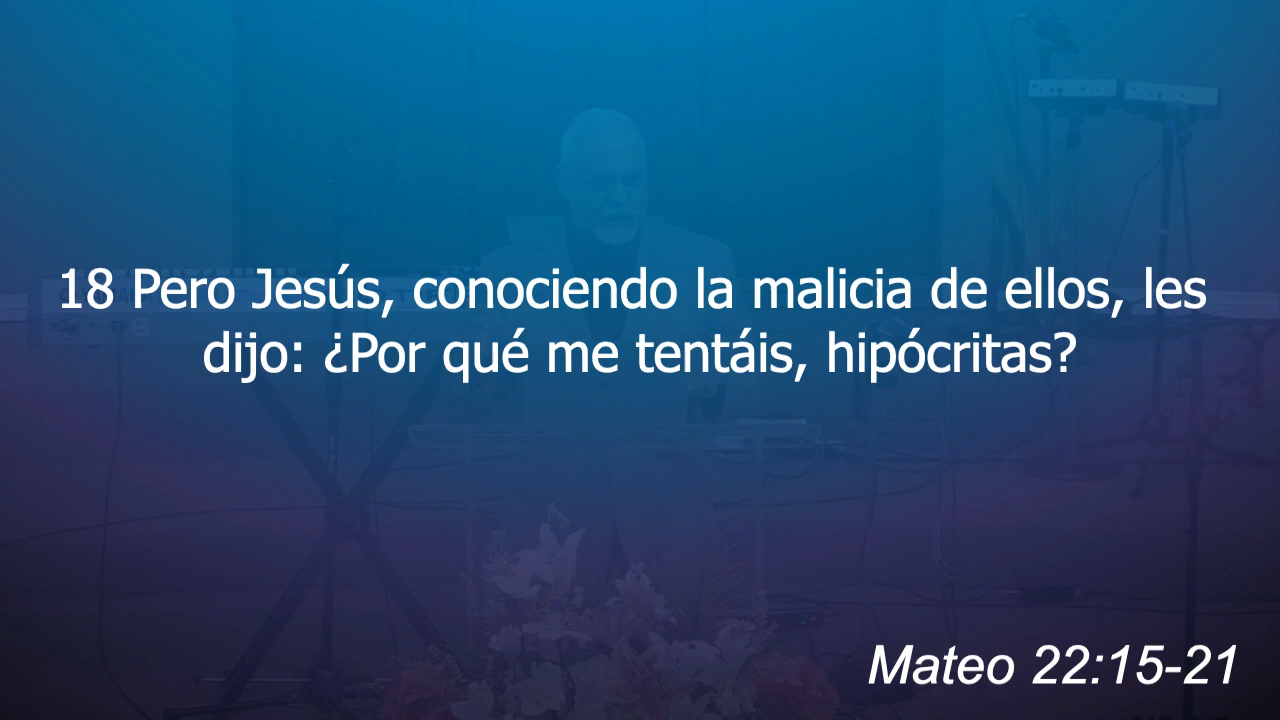 18 Pero Jesús, conociendo la malicia de ellos, les
dijo: ¿Por qué me tentáis, hipócritas?
Mateo 22:15-21